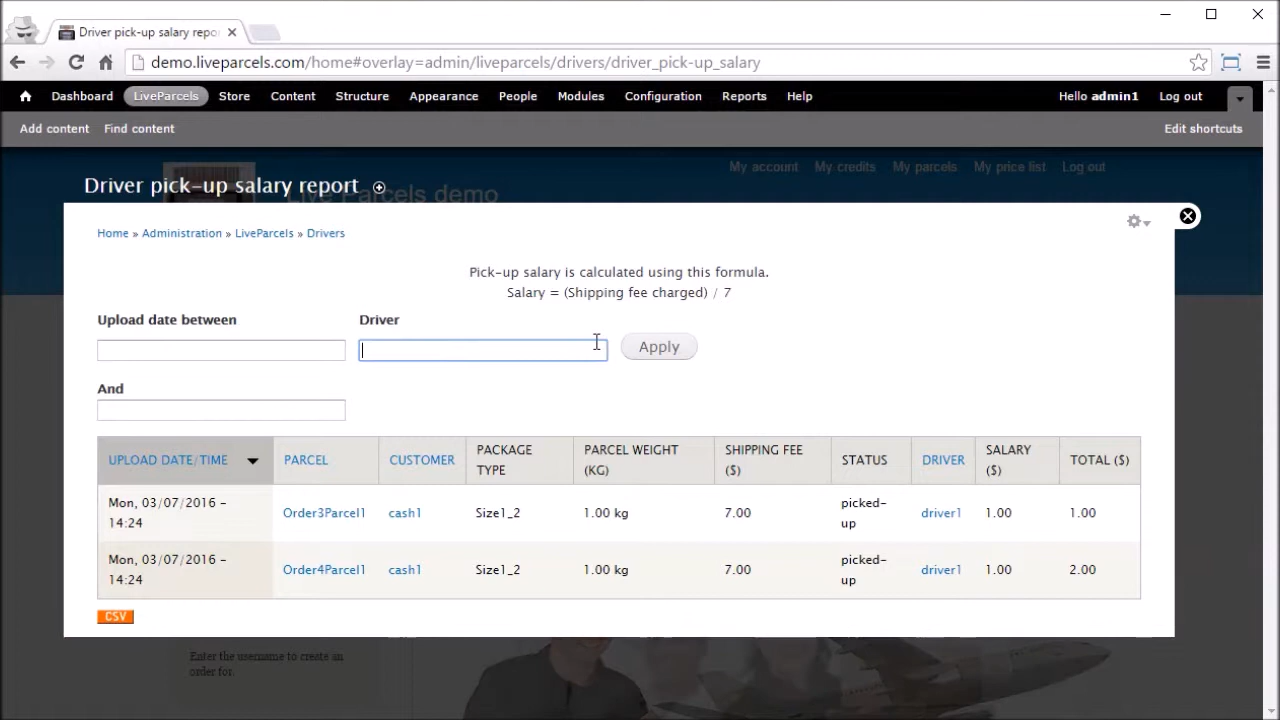 Driver pick-up salary repo
demo.liveparcels.com/home#overlay=admin/liveparcels/drivers/driver_pick-up_salary
Dashboard LiveParcels Store Content Structure Appearance People Modules Configuration Reports Help Hello admin1 Log out
Add content Find content Edit shortcuts
My account My credits My parcels My price list Log out
Live Parcels demo
Driver pick-up salary report
Home » Administration » LiveParcels » Drivers
Pick-up salary is calculated using this formula.
Salary = (Shipping fee charged) / 7
Upload date between Driver
Apply
And
UPLOAD DATE/TIME PARCEL CUSTOMER PACKAGE TYPE PARCEL WEIGHT (KG) SHIPPING FEE ($) STATUS DRIVER SALARY ($) TOTAL ($)
Mon, 03/07/2016 - 14:24 Order3Parcel1 cash1 Size1_2 1.00 kg 7.00 picked-up driver1 1.00 1.00
Mon, 03/07/2016 - 14:24 Order4Parcel1 cash1 Size1_2 1.00 kg 7.00 picked-up driver1 1.00 2.00
CSV
Enter the username to create an
order for.